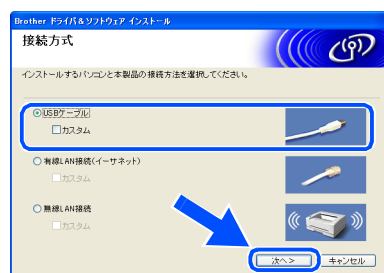 Brother ドライバ&ソフトウェア インストール
接続方式
インストールするパソコンと本製品の接続方法を選択してください。
USBケーブル
カスタム
有線LAN接続(イーサネット)
カスタム
無線LAN接続
カスタム
次へ >
キャンセル